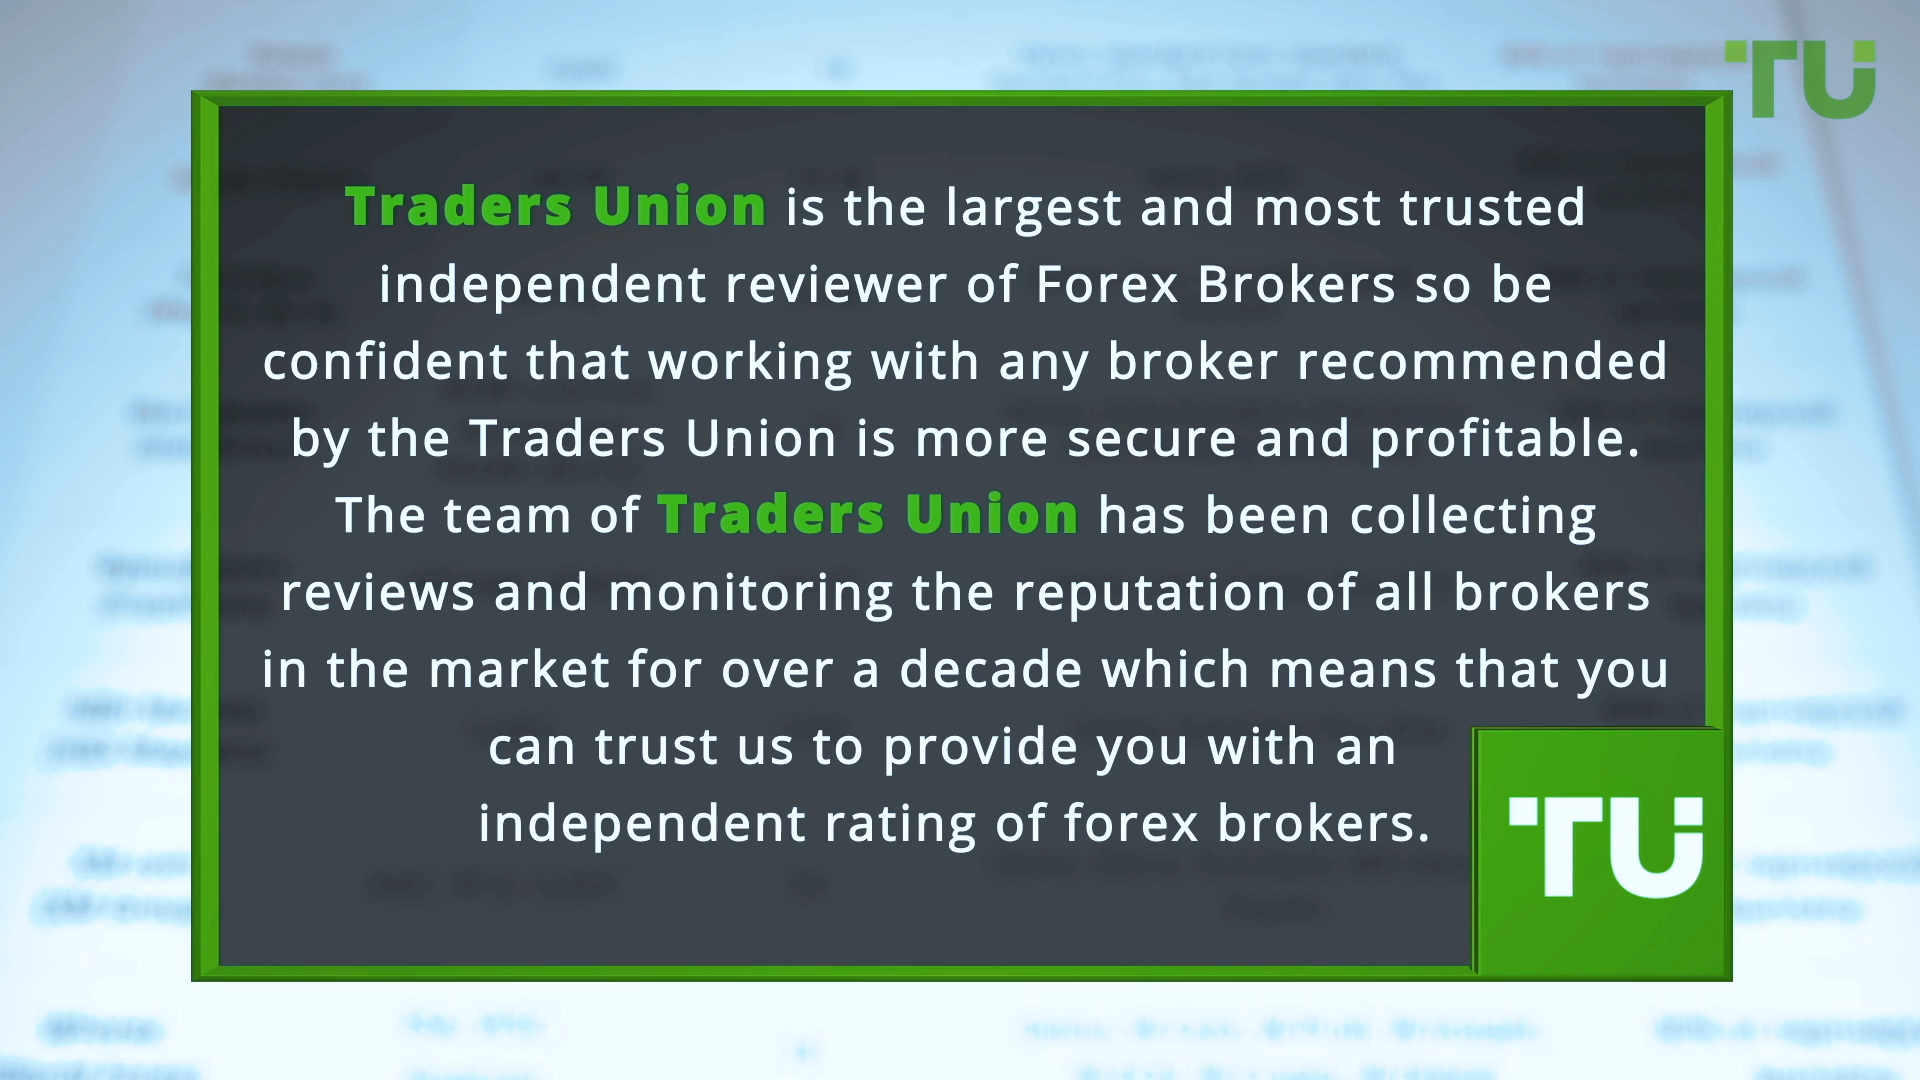 TU
Traders Union is the largest and most trusted
independent reviewer of Forex Brokers so be
confident that working with any broker recommended
by the Traders Union is more secure and profitable.
The team of Traders Union has been collecting
reviews and monitoring the reputation of all brokers
in the market for over a decade which means that you
can trust us to provide you with an
independent rating of forex brokers.
TU